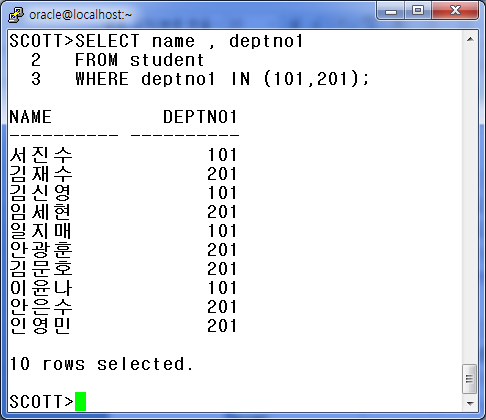 oracle@localhost:~
SCOTT>SELECT name , deptno1
2 FROM student
3 WHERE deptno1 IN (101,201);
NAME DEPTNO1
---------- ----------
서진수 101
김재수 201
김신영 101
임세현 201
일지매 101
안광훈 201
김문호 201
이윤나 101
안은수 201
인영민 201
10 rows selected.
SCOTT>